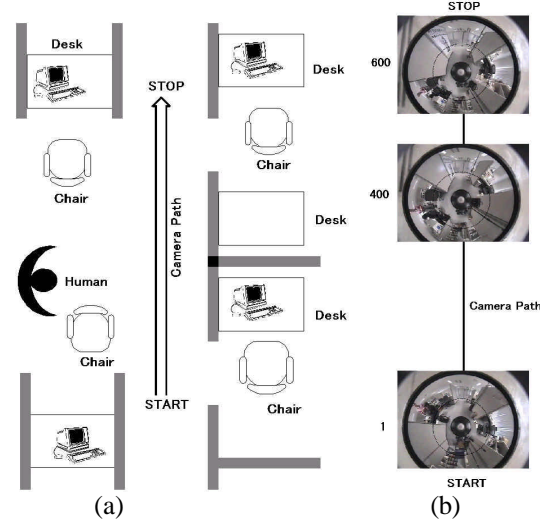 Desk
STOP
Chair
Camera Path
Human
Chair
START
(a)
Desk
Chair
Desk
Desk
Chair
STOP
600
400
Camera Path
1
START
(b)